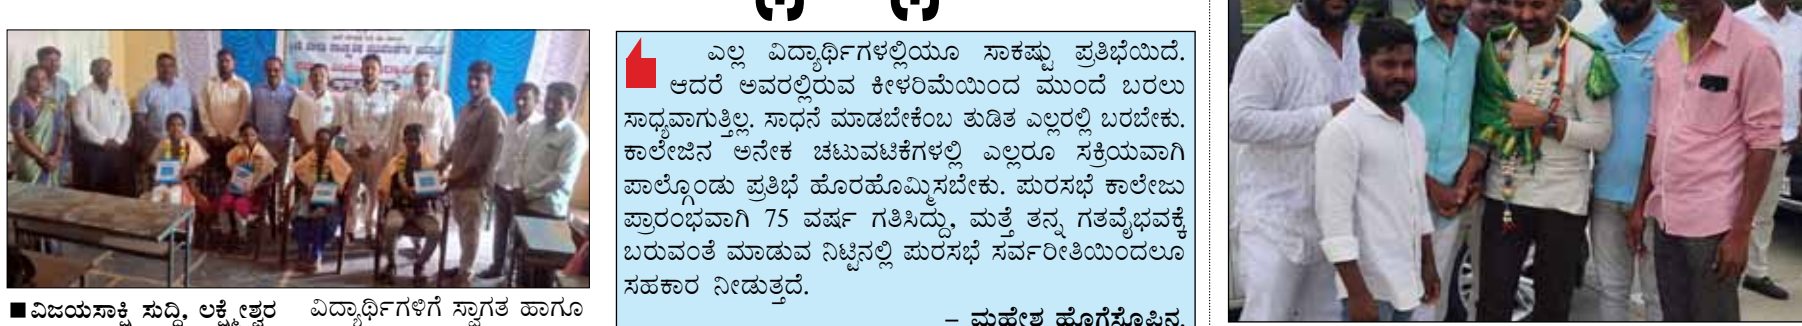 ■ವಿಜಯಸಾಕ್ಷಿ ಸುದ್ದಿ, ಲಕ್ಷ್ಮೇಶ್ವರ
ವಿದ್ಯಾರ್ಥಿಗಳಿಗೆ ಸ್ವಾಗತ ಹಾಗೂ
ಎಲ್ಲ ವಿದ್ಯಾರ್ಥಿಗಳಲ್ಲಿಯೂ ಸಾಕಷ್ಟು ಪ್ರತಿಭೆಯಿದೆ.
ಆದರೆ ಅವರಲ್ಲಿರುವ ಕೀಳರಿಮೆಯಿಂದ ಮುಂದೆ ಬರಲು
ಸಾಧ್ಯವಾಗುತ್ತಿಲ್ಲ. ಸಾಧನೆ ಮಾಡಬೇಕೆಂಬ ತುಡಿತ ಎಲ್ಲರಲ್ಲಿ ಬರಬೇಕು.
ಕಾಲೇಜಿನ ಅನೇಕ ಚಟುವಟಿಕೆಗಳಲ್ಲಿ ಎಲ್ಲರೂ ಸಕ್ರಿಯವಾಗಿ
ಪಾಲ್ಗೊಂಡು ಪ್ರತಿಭೆ ಹೊರಹೊಮ್ಮಿಸಬೇಕು. ಪುರಸಭೆ ಕಾಲೇಜು
ಪ್ರಾರಂಭವಾಗಿ 75 ವರ್ಷ ಗತಿಸಿದ್ದು, ಮತ್ತೆ ತನ್ನ ಗತವೈಭವಕ್ಕೆ
ಬರುವಂತೆ ಮಾಡುವ ನಿಟ್ಟಿನಲ್ಲಿ ಪುರಸಭೆ ಸರ್ವರೀತಿಯಿಂದಲೂ
ಸಹಕಾರ ನೀಡುತ್ತದೆ.
– ಮಹೇಶ ಹೊಗೆಸೊಪ್ಪಿನ.